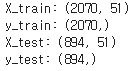 X_train: (2070, 51)
y_train: (2070,)
X_test: (894, 51)
y_test: (894,)